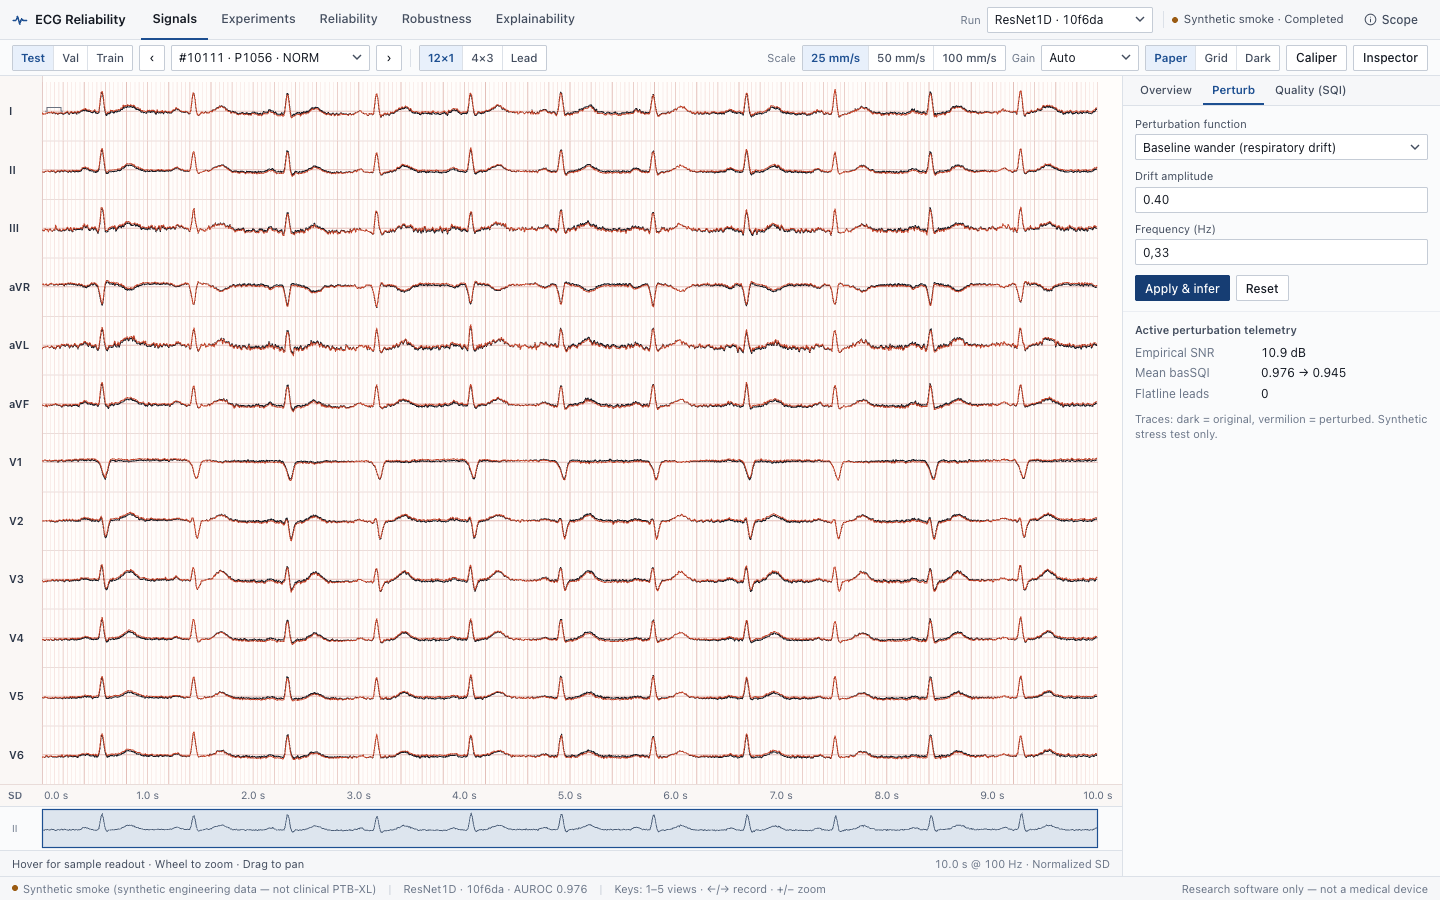 ECG Reliability
Signals
Experiments
Reliability
Robustness
Explainability
Run
ResNet1D · 10f6da
Synthetic smoke · Completed
Scope
Test
Val
Train
‹
#10111 · P1056 · NORM
›
12×1
4×3
Lead
Scale
25 mm/s
50 mm/s
100 mm/s
Gain
Auto
Paper
Grid
Dark
Caliper
Inspector
Overview
Perturb
Quality (SQI)
Perturbation function
Baseline wander (respiratory drift)
Drift amplitude
0.40
Frequency (Hz)
0,33
Apply & infer
Reset
Active perturbation telemetry
Empirical SNR 10.9 dB
Mean basSQI 0.976 → 0.945
Flatline leads 0
Traces: dark = original, vermilion = perturbed. Synthetic
stress test only.
I
II
III
aVR
aVL
aVF
V1
V2
V3
V4
V5
V6
SD 0.0 s 1.0 s 2.0 s 3.0 s 4.0 s 5.0 s 6.0 s 7.0 s 8.0 s 9.0 s 10.0 s
II
Hover for sample readout · Wheel to zoom · Drag to pan
10.0 s @ 100 Hz · Normalized SD
Synthetic smoke (synthetic engineering data — not clinical PTB-XL)
ResNet1D · 10f6da · AUROC 0.976
Keys: 1–5 views · ←/→ record · +/− zoom
Research software only — not a medical device